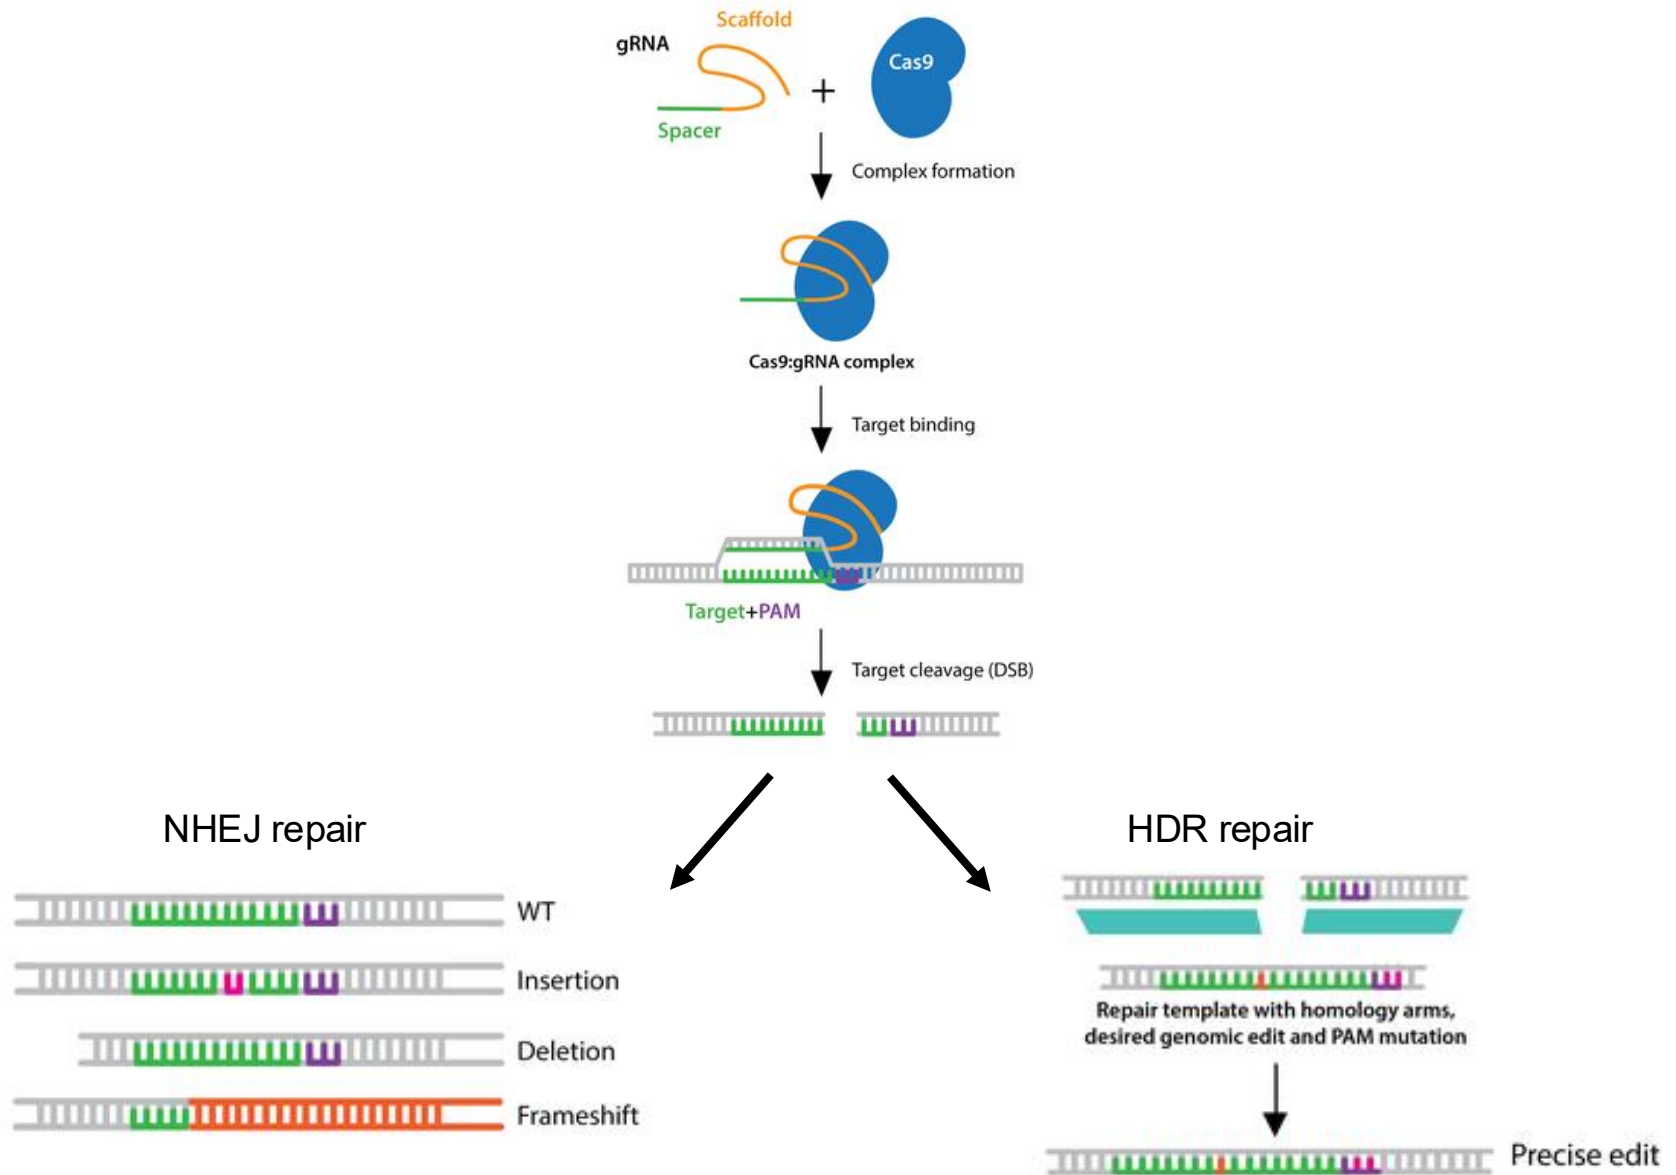 Scaffold
gRNA
Cas9
+
Spacer
Complex formation
Cas9:gRNA complex
Target binding
Target+PAM
Target cleavage (DSB)
NHEJ repair
WT
Insertion
Deletion
Frameshift
HDR repair
Repair template with homology arms,
desired genomic edit and PAM mutation
Precise edit